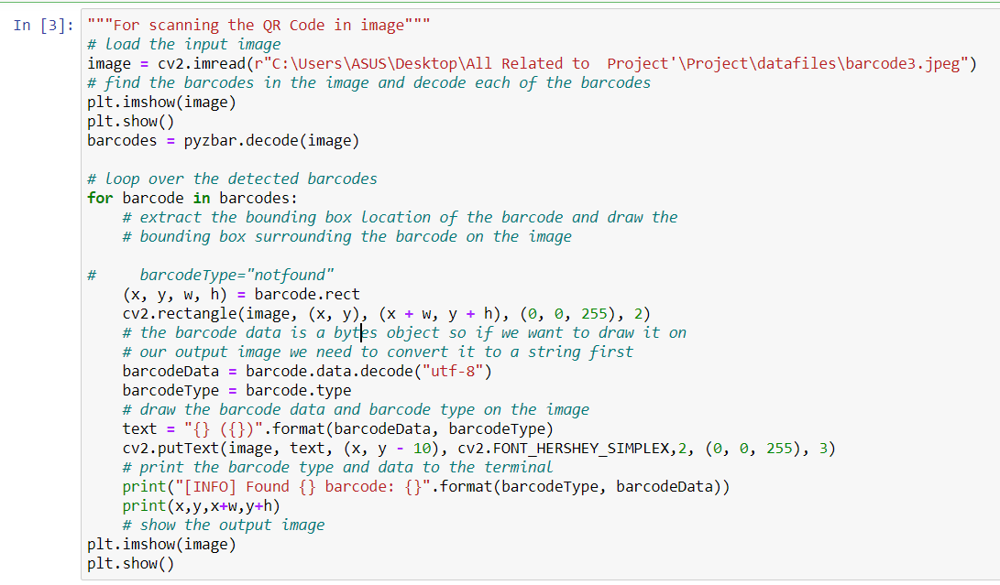 In [3]: """For scanning the QR Code in image"""
# load the input image
image = cv2.imread(r"C:\Users\ASUS\Desktop\All Related to  Project'\Project\datafiles\barcode3.jpeg")
# find the barcodes in the image and decode each of the barcodes
plt.imshow(image)
plt.show()
barcodes = pyzbar.decode(image)

# loop over the detected barcodes
for barcode in barcodes:
    # extract the bounding box location of the barcode and draw the
    # bounding box surrounding the barcode on the image

#     barcodeType="notfound"
    (x, y, w, h) = barcode.rect
    cv2.rectangle(image, (x, y), (x + w, y + h), (0, 0, 255), 2)
    # the barcode data is a bytes object so if we want to draw it on
    # our output image we need to convert it to a string first
    barcodeData = barcode.data.decode("utf-8")
    barcodeType = barcode.type
    # draw the barcode data and barcode type on the image
    text = "{} ({})".format(barcodeData, barcodeType)
    cv2.putText(image, text, (x, y - 10), cv2.FONT_HERSHEY_SIMPLEX,2, (0, 0, 255), 3)
    # print the barcode type and data to the terminal
    print("[INFO] Found {} barcode: {}".format(barcodeType, barcodeData))
    print(x,y,x+w,y+h)
    # show the output image
plt.imshow(image)
plt.show()